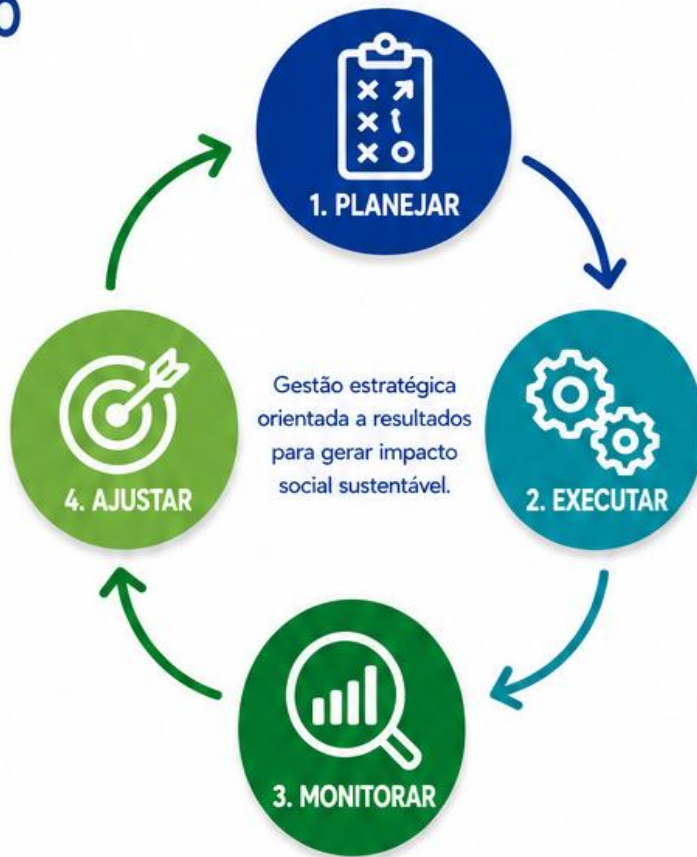 1. PLANEJAR
Gestão estratégica
orientada a resultados
para gerar impacto
social sustentável.
4. AJUSTAR
2. EXECUTAR
3. MONITORAR